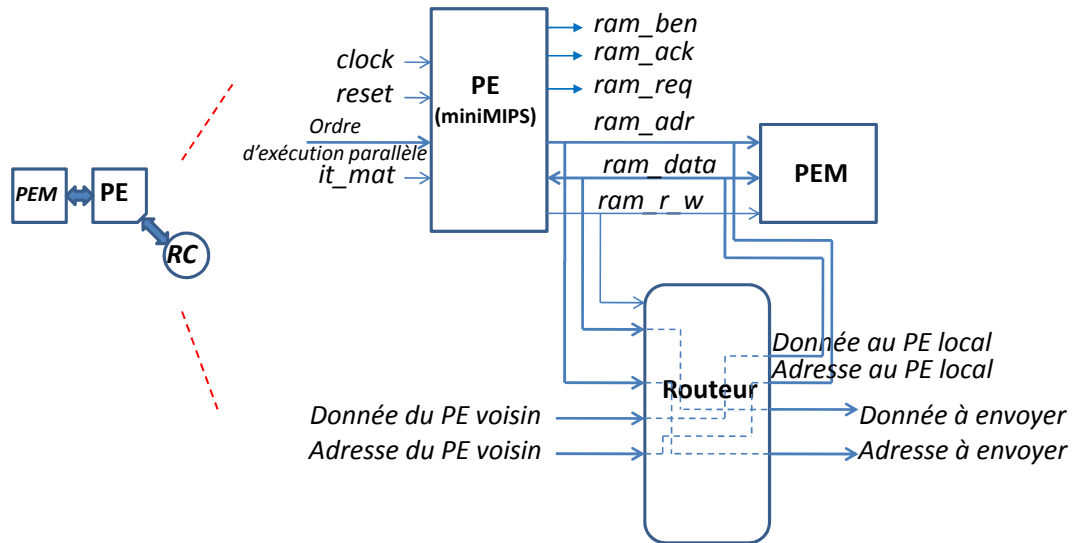 ram_ben
clock
ram_ack
PE
(miniMIPS)
reset
ram_req
Ordre
d'exécution parallèle
ram_adr
it_mat
ram_data
PEM
ram_r_w
PEM
PE
RC
Donnée au PE local
Adresse au PE local
Routeur
Donnée du PE voisin
Donnée à envoyer
Adresse du PE voisin
Adresse à envoyer